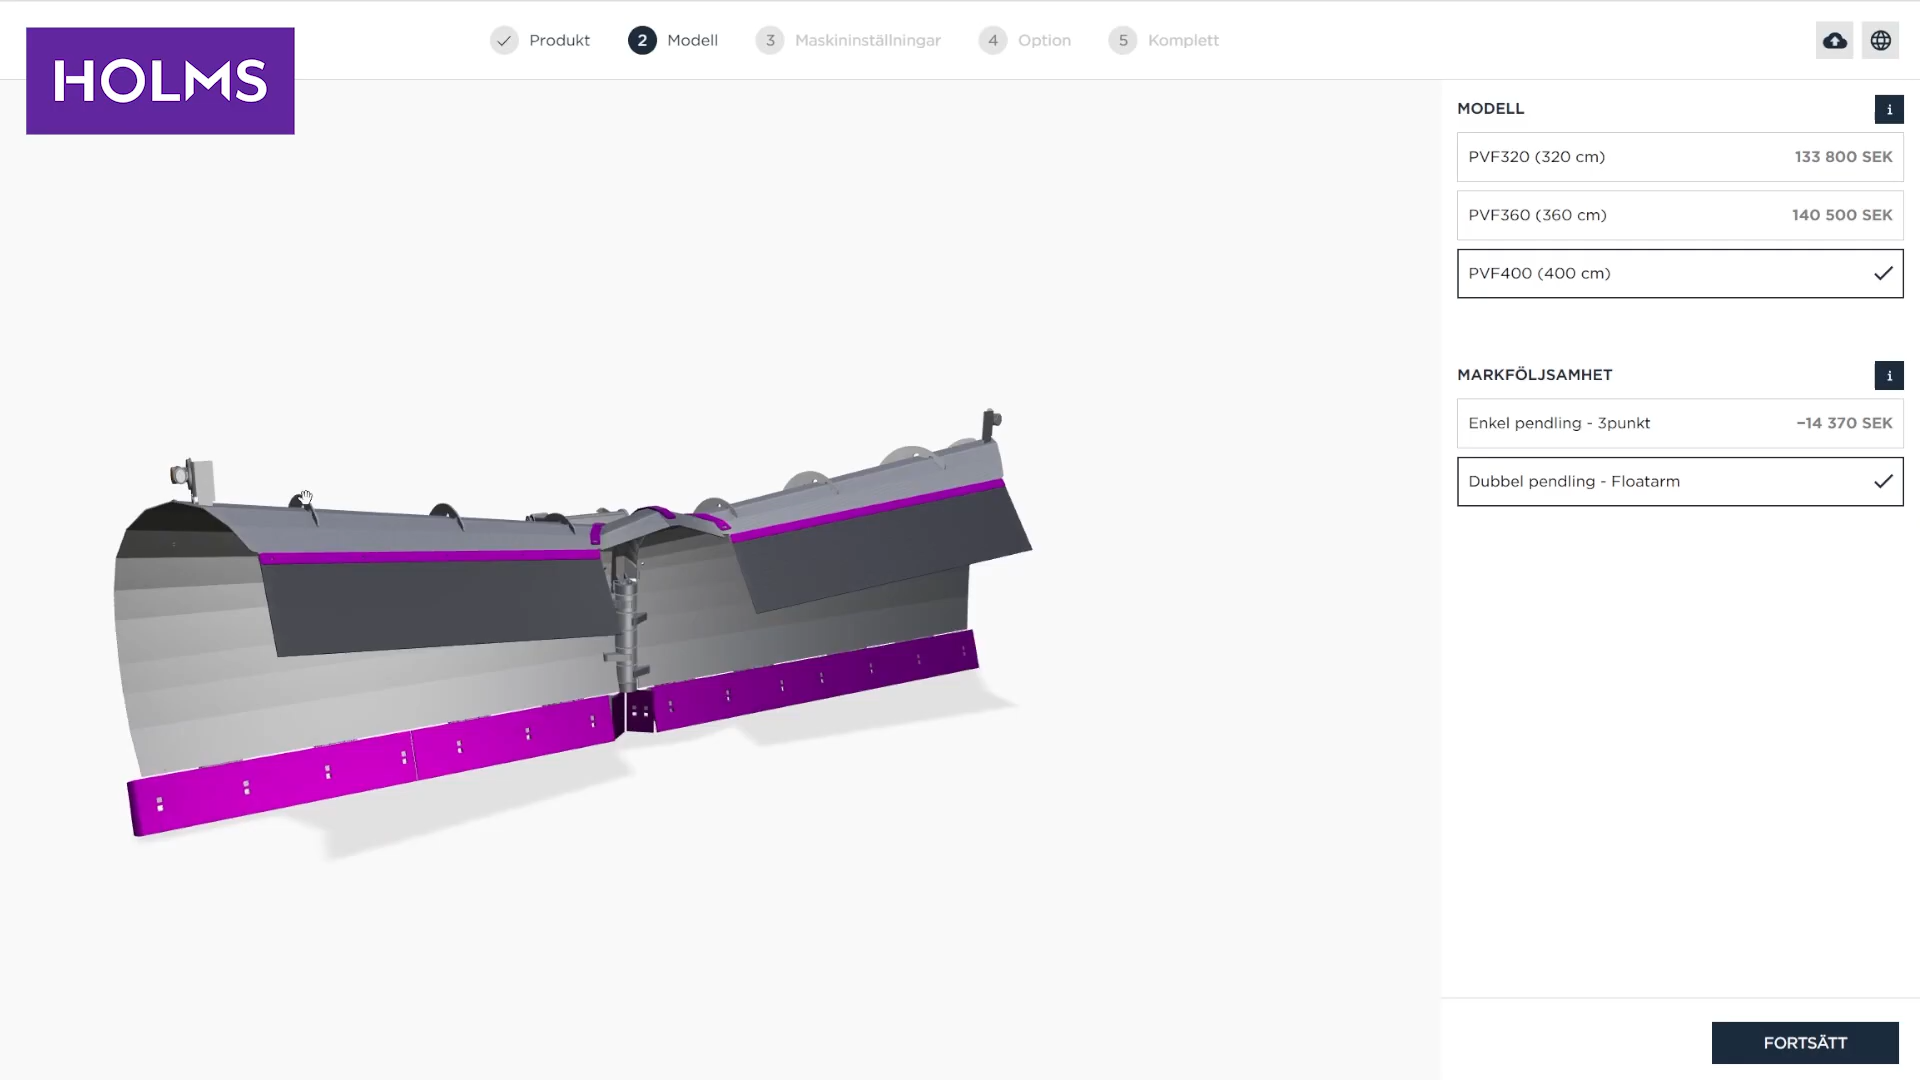 HOLMS
Produkt
2 Modell
3 Maskininställningar
4 Option
5 Komplett
MODELL
i
PVF320 (320 cm) 133 800 SEK
PVF360 (360 cm) 140 500 SEK
PVF400 (400 cm)
MARKFÖLJSAMHET
i
Enkel pendling - 3punkt −14 370 SEK
Dubbel pendling - Floatarm
FORTSÄTT